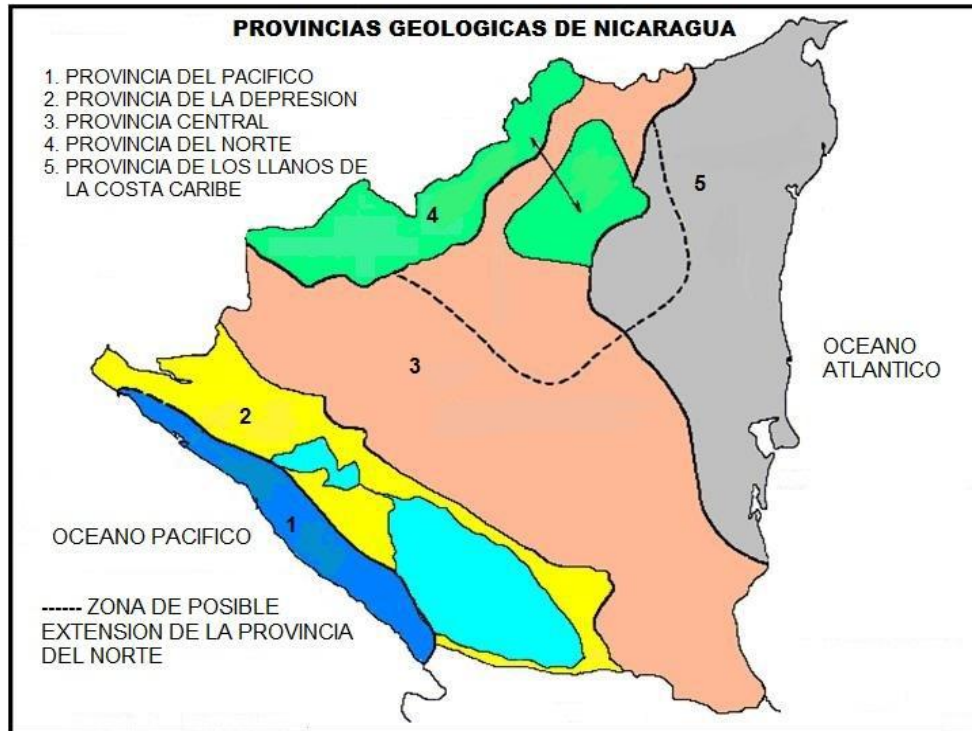 PROVINCIAS GEOLOGICAS DE NICARAGUA
1. PROVINCIA DEL PACIFICO
2. PROVINCIA DE LA DEPRESION
3. PROVINCIA CENTRAL
4. PROVINCIA DEL NORTE
5. PROVINCIA DE LOS LLANOS DE
LA COSTA CARIBE
5
4
OCEANO
ATLANTICO
3
2
1
OCEANO PACIFICO
------ ZONA DE POSIBLE
EXTENSION DE LA PROVINCIA
DEL NORTE